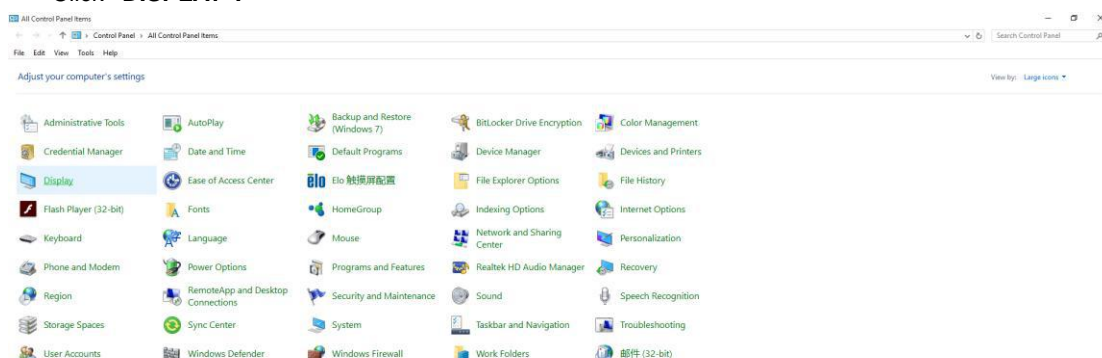 All Control Panel Items
Control Panel > All Control Panel Items
Search Control Panel
File Edit View Tools Help
Adjust your computer's settings
View by: Large icons
Administrative Tools
AutoPlay
Backup and Restore
(Windows 7)
BitLocker Drive Encryption
Color Management
Credential Manager
Date and Time
Default Programs
Device Manager
Devices and Printers
Display
Ease of Access Center
elo
Elo 触摸屏配置
File Explorer Options
File History
Flash Player (32-bit)
Fonts
HomeGroup
Indexing Options
Internet Options
Keyboard
Language
Mouse
Network and Sharing
Center
Personalization
Phone and Modem
Power Options
Programs and Features
Realtek HD Audio Manager
Recovery
Region
RemoteApp and Desktop
Connections
Security and Maintenance
Sound
Speech Recognition
Storage Spaces
Sync Center
System
Taskbar and Navigation
Troubleshooting
User Accounts
Windows Defender
Windows Firewall
Work Folders
邮件 (32-bit)